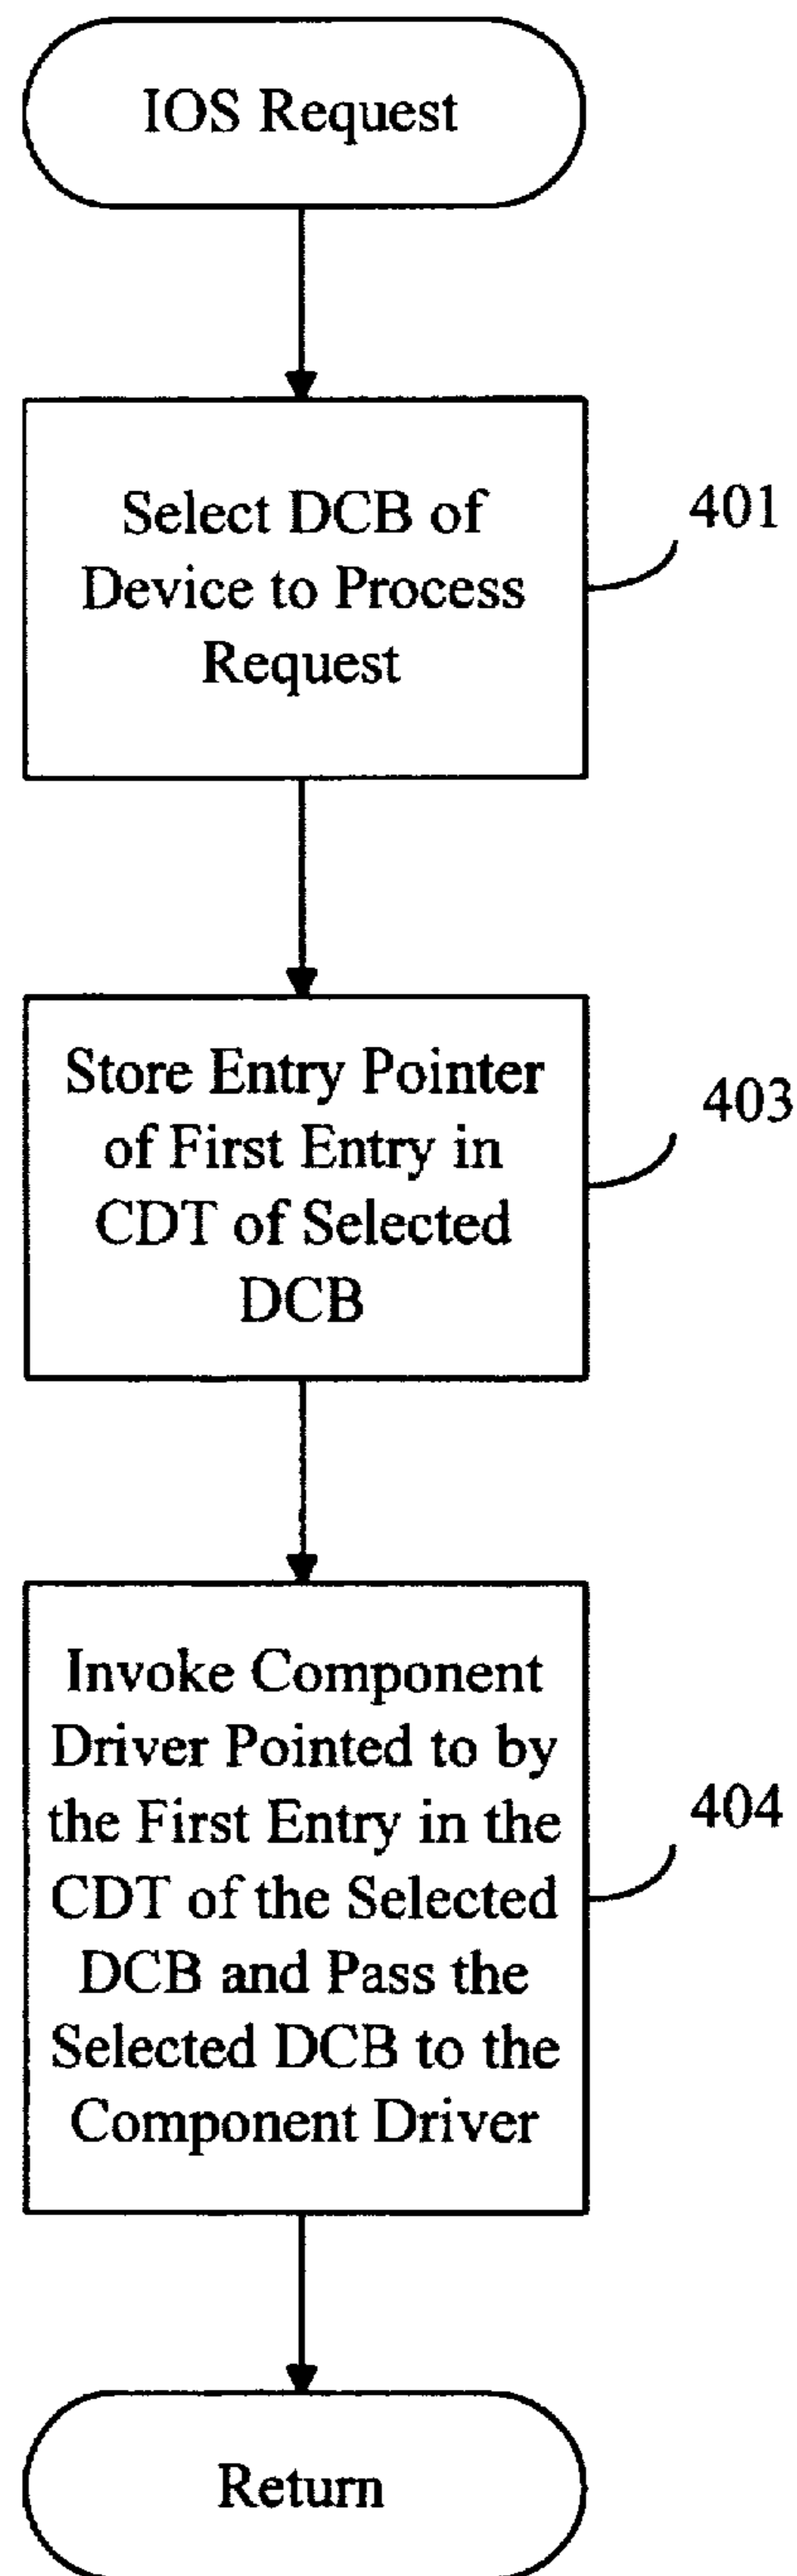 IOS Request
Select DCB of
Device to Process
Request
401
Store Entry Pointer
of First Entry in
CDT of Selected
DCB
403
Invoke Component
Driver Pointed to by
the First Entry in the
CDT of the Selected
DCB and Pass the
Selected DCB to the
Component Driver
404
Return